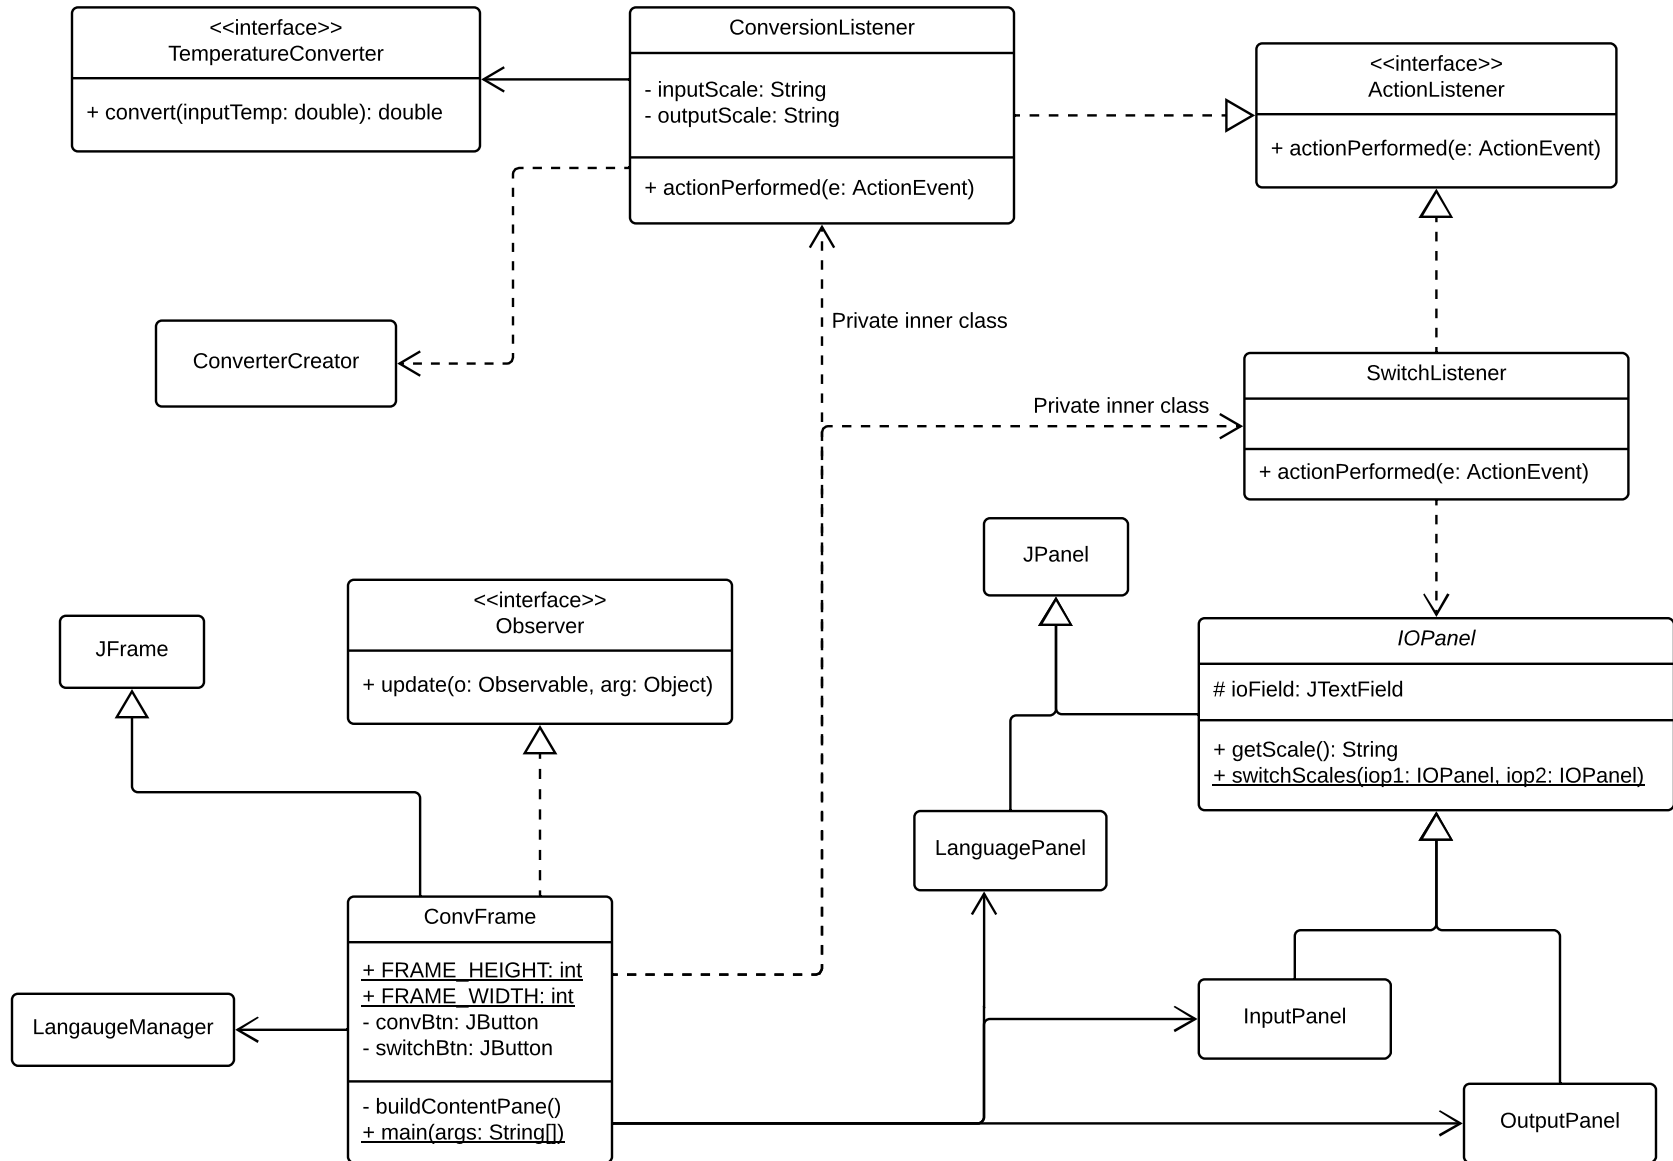 <<interface>>
TemperatureConverter
+ convert(inputTemp: double): double
ConversionListener
- inputScale: String
- outputScale: String
+ actionPerformed(e: ActionEvent)
<<interface>>
ActionListener
+ actionPerformed(e: ActionEvent)
Private inner class
ConverterCreator
Private inner class
SwitchListener
+ actionPerformed(e: ActionEvent)
JPanel
<<interface>>
Observer
+ update(o: Observable, arg: Object)
JFrame
IOPanel
# ioField: JTextField
+ getScale(): String
+ switchScales(iop1: IOPanel, iop2: IOPanel)
LanguagePanel
ConvFrame
+ FRAME_HEIGHT: int
+ FRAME_WIDTH: int
- convBtn: JButton
- switchBtn: JButton
- buildContentPane()
+ main(args: String[])
LangaugeManager
InputPanel
OutputPanel